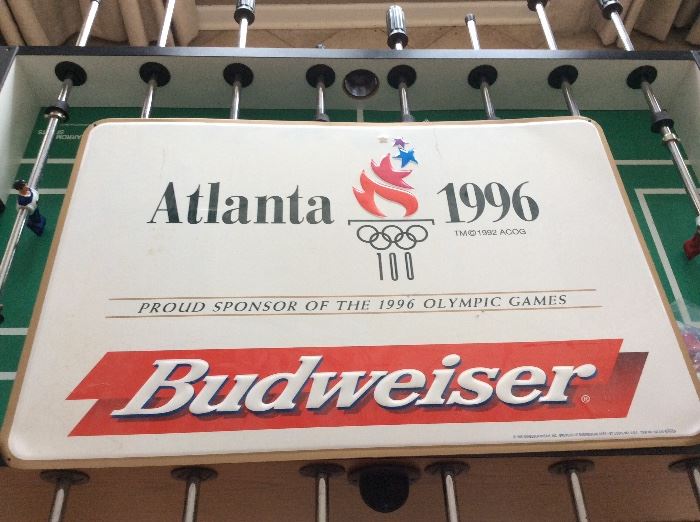 Atlanta 1996
TM©1992 ACOG
100
PROUD SPONSOR OF THE 1996 OLYMPIC GAMES
Budweiser®